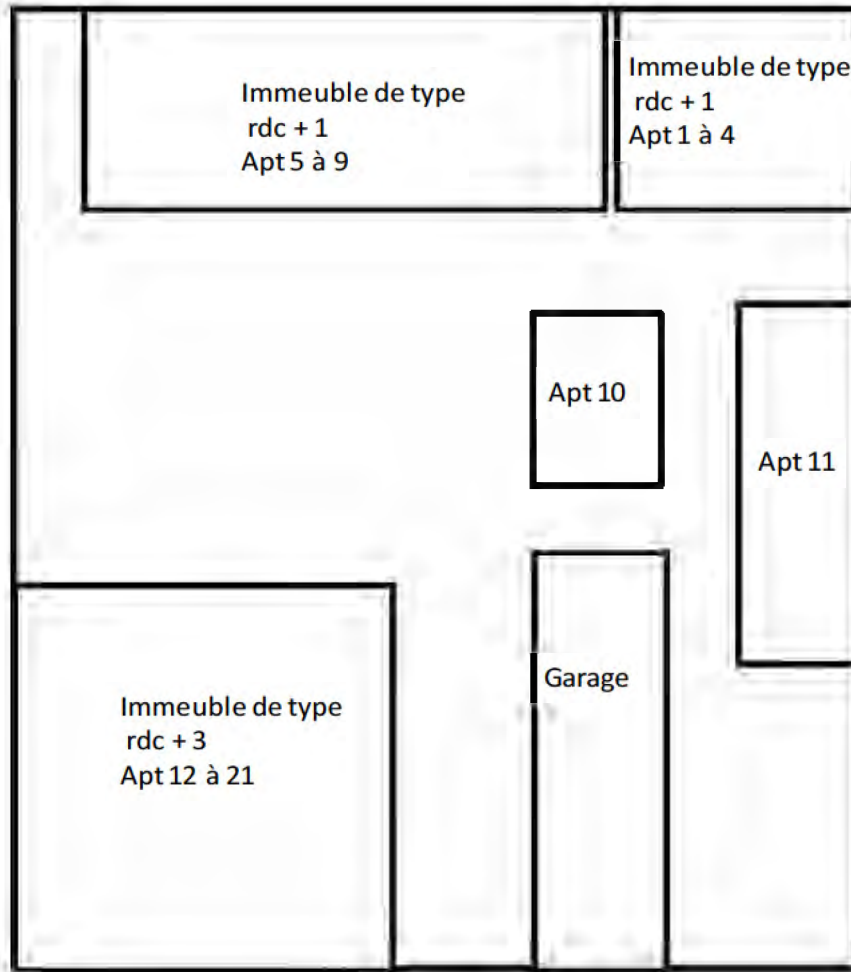 Immeuble de type
rdc + 1
Apt 5 à 9
Immeuble de type
rdc + 1
Apt 1 à 4
Apt 10
Apt 11
Garage
Immeuble de type
rdc + 3
Apt 12 à 21